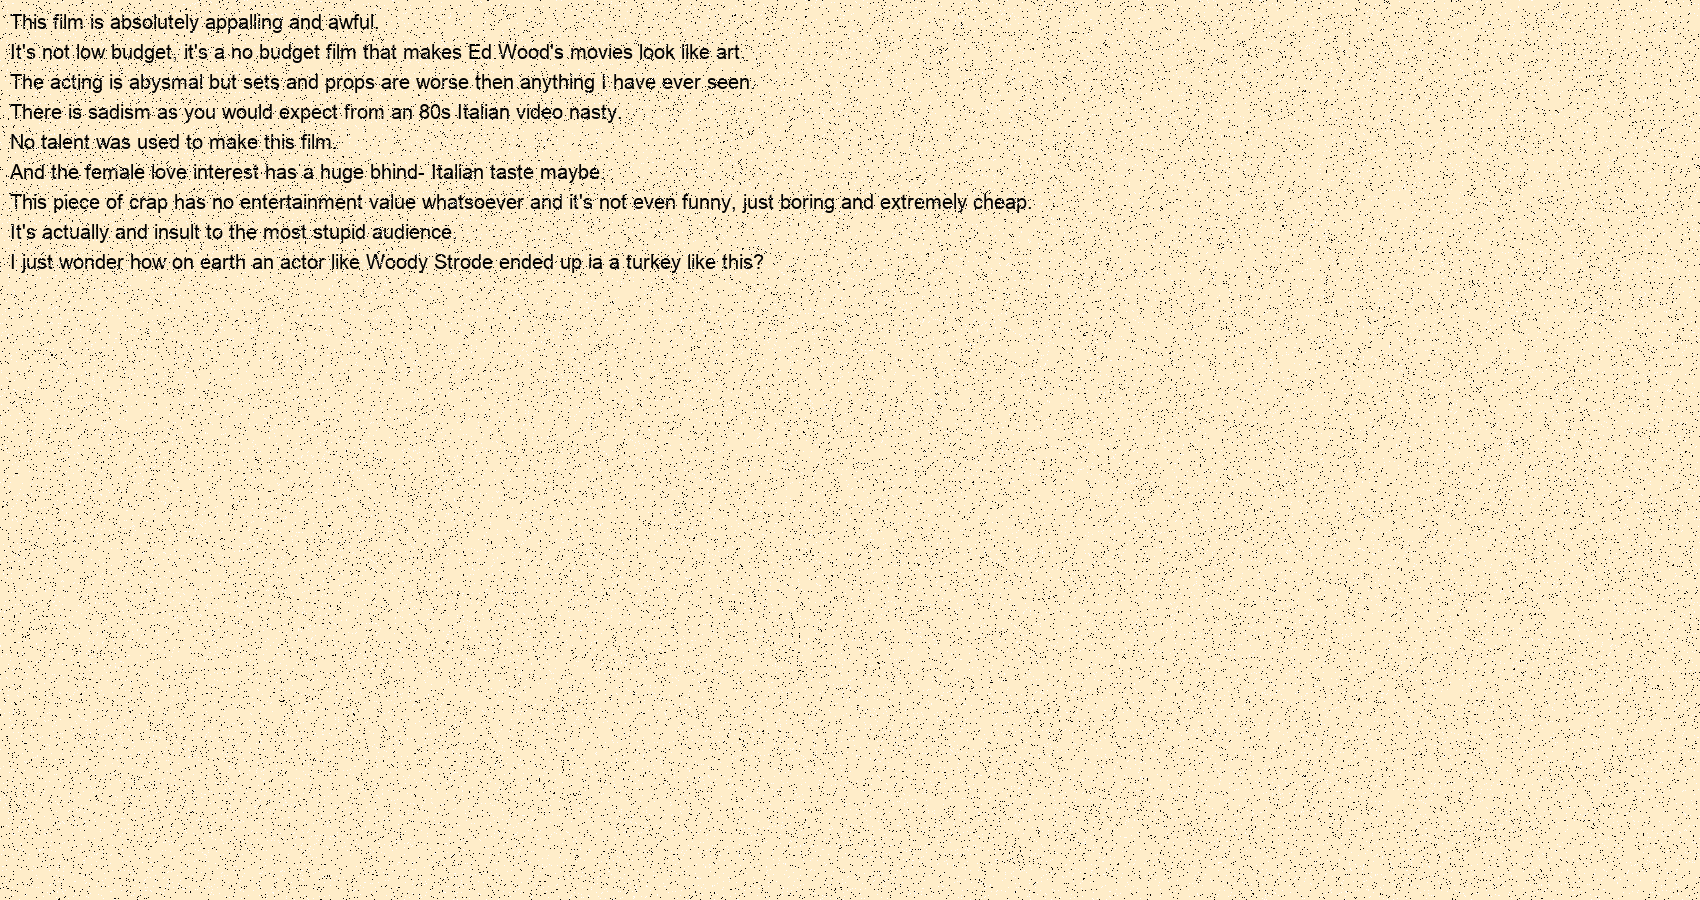 This film is absolutely appalling and awful.
It's not low budget, it's a no budget film that makes Ed Wood's movies look like art.
The acting is abysmal but sets and props are worse then anything I have ever seen.
There is sadism as you would expect from an 80s Italian video nasty.
No talent was used to make this film.
And the female love interest has a huge bhind- Italian taste maybe.
This piece of crap has no entertainment value whatsoever and it's not even funny, just boring and extremely cheap.
It's actually and insult to the most stupid audience.
I just wonder how on earth an actor like Woody Strode ended up ia a turkey like this?